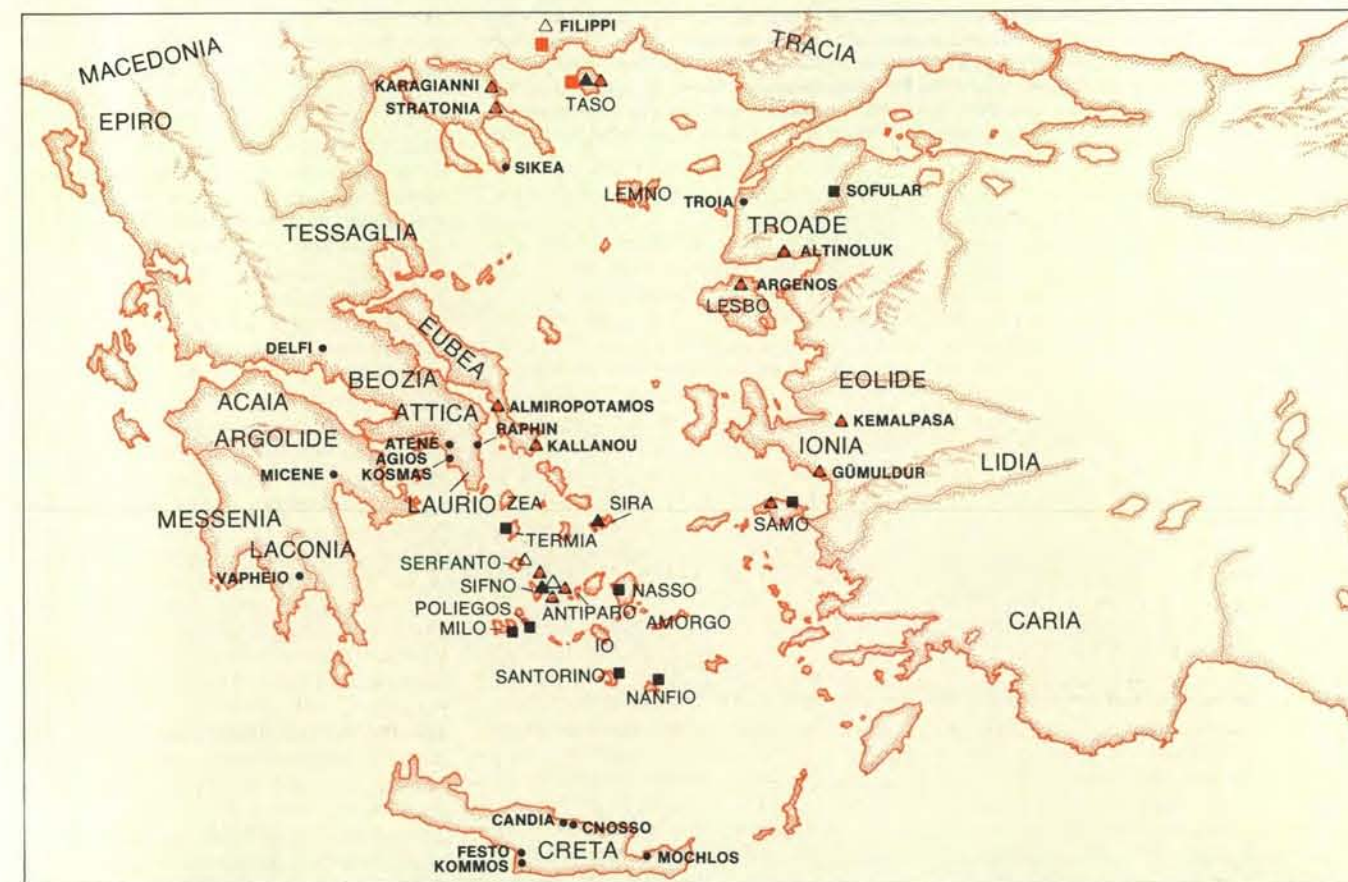 FILIPPI
TRACIA
MACEDONIA
KARAGIANNI
STRATONIA
TASO
EPIRO
SIKEA
LEMNO
TROIA
SOFULAR
TROADE
TESSAGLIA
ALTINOLUK
ARGENOS
LESBO
EUBEA
DELFI
BEOZIA
EOLIDE
ACAIA
ATTICA
ALMIROPOTAMOS
KEMALPASA
ARGOLIDE
ATENE
RAPHIN
KALLANOU
IONIA
AGIOS
KOSMAS
MICENE
GÜMULDUR
LIDIA
LAURIO
ZEA
SIRA
MESSENIA
SAMO
TERMIA
LACONIA
SERFANTO
VAPHEIO
SIFNO
NASSO
POLIEGOS
ANTIPARO
AMORGO
MILO
CARIA
IO
SANTORINO
NANFIO
CANDIA
CNOSSO
FESTO
CRETA
MOCHLOS
KOMMOS